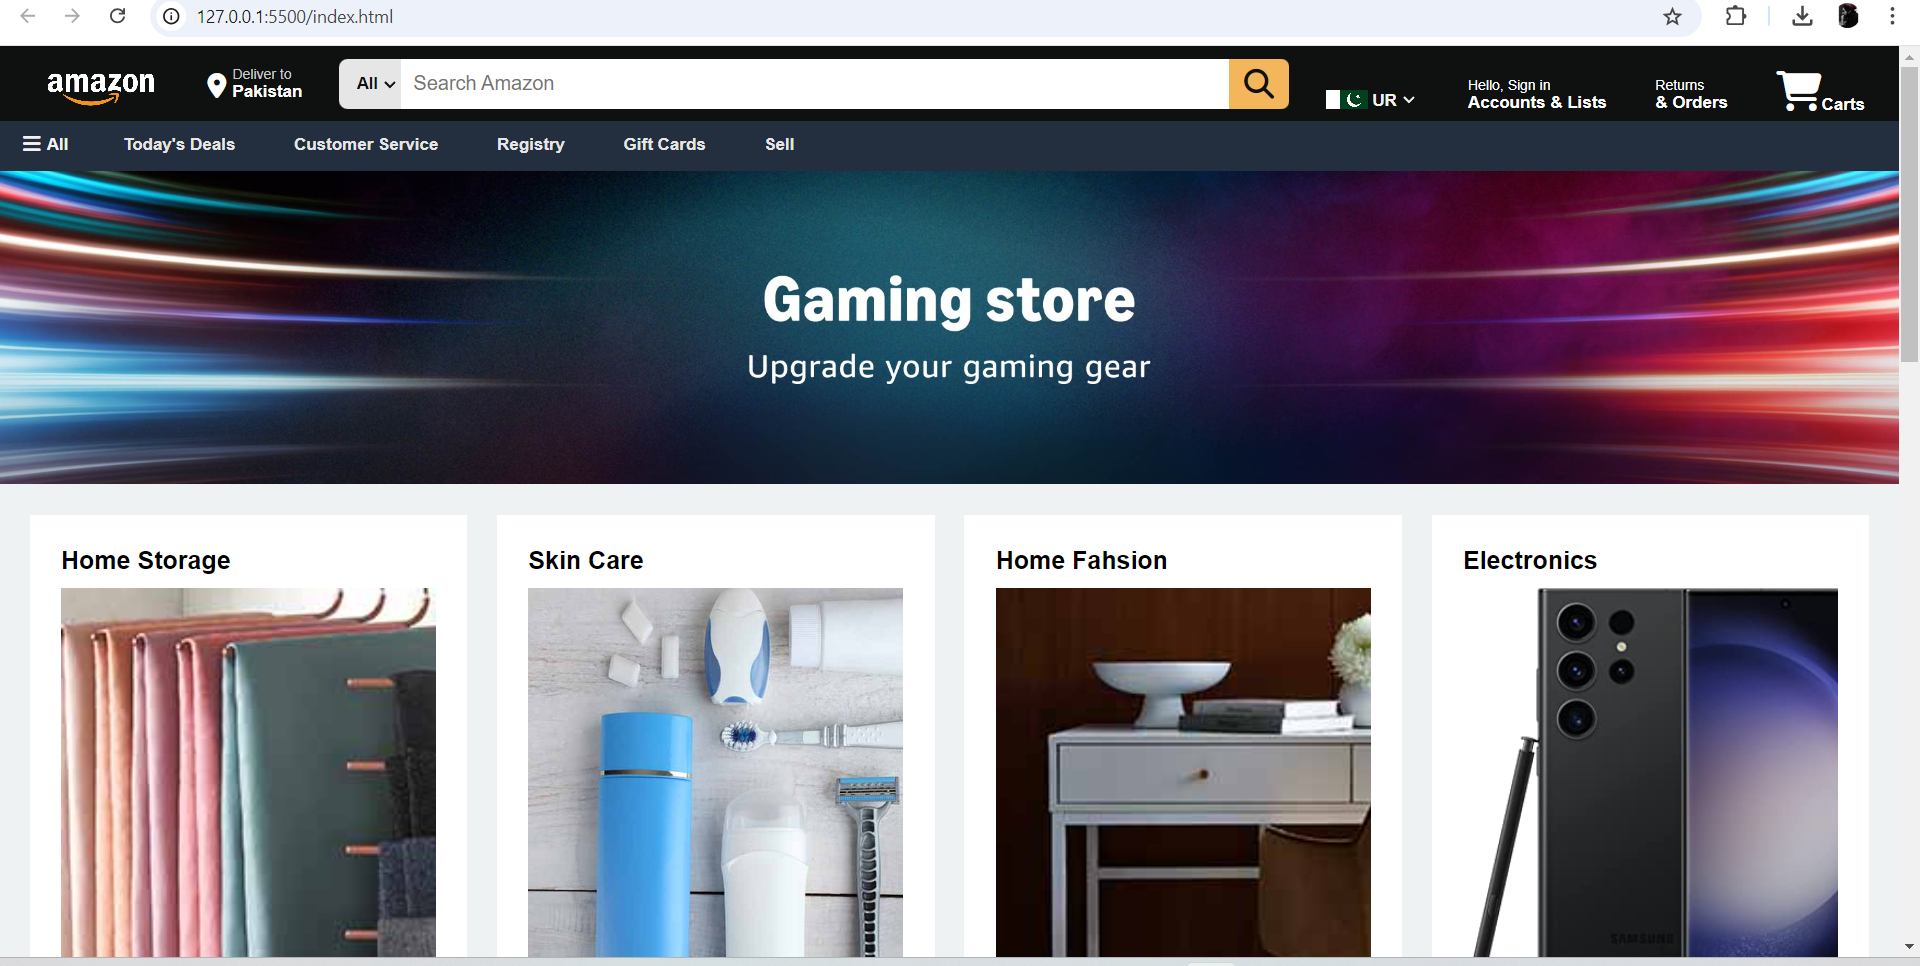 127.0.0.1:5500/index.html
amazon
Deliver to
Pakistan
All
Search Amazon
UR
Hello, Sign in
Accounts & Lists
Returns
& Orders
Carts
All
Today's Deals
Customer Service
Registry
Gift Cards
Sell
Gaming store
Upgrade your gaming gear
Home Storage
Skin Care
Home Fahsion
Electronics
SAMSUNG